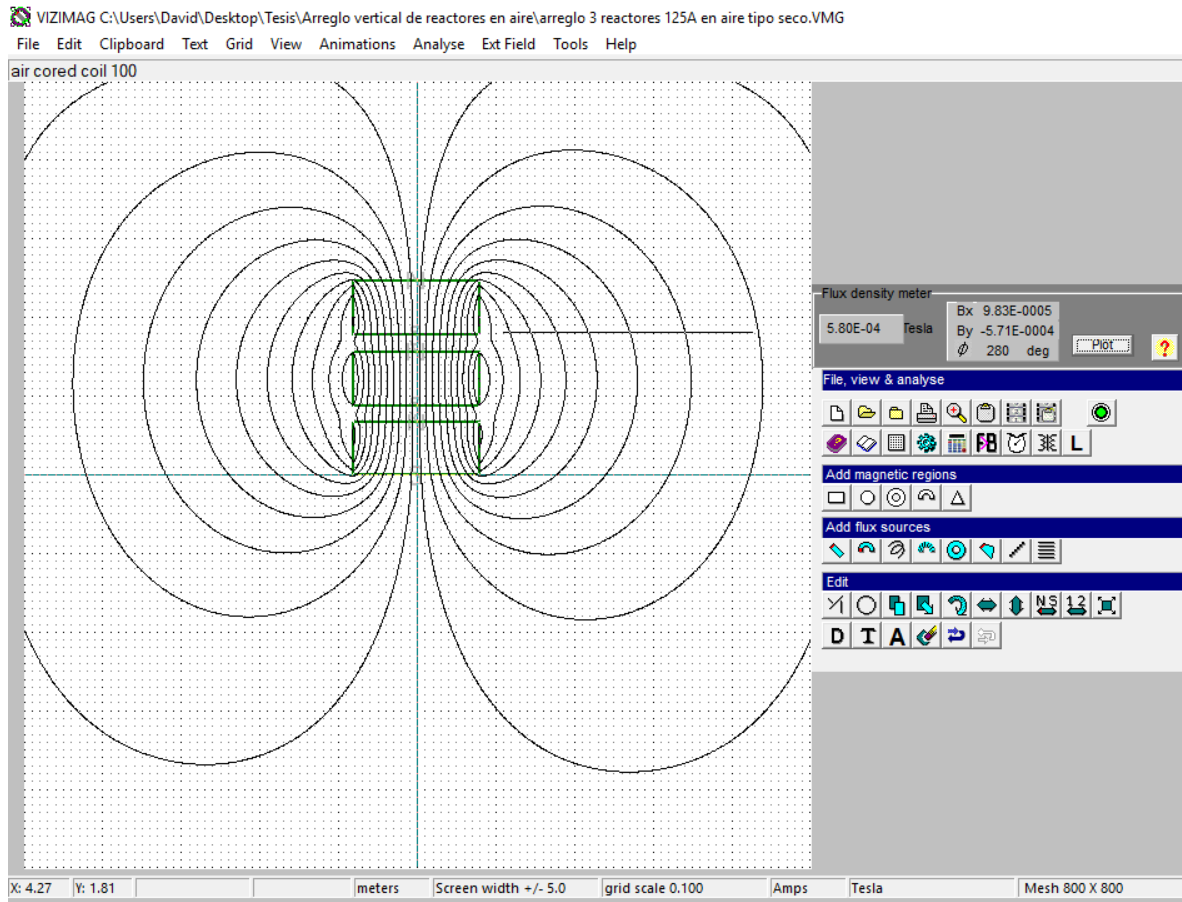 VIZIMAG C:\Users\David\Desktop\Tesis\Arreglo vertical de reactores en aire\arreglo 3 reactores 125A en aire tipo seco.VMG
File Edit Clipboard Text Grid View Animations Analyse Ext Field Tools Help
air cored coil 100
Flux density meter
5.80E-04 Tesla
Bx 9.83E-0005
By -5.71E-0004
ϕ 280 deg
Plot
?
File, view & analyse
L
Add magnetic regions
Add flux sources
Edit
N S
1 2
D T A
X: 4.27 Y: 1.81 meters Screen width +/- 5.0 grid scale 0.100 Amps Tesla Mesh 800 X 800